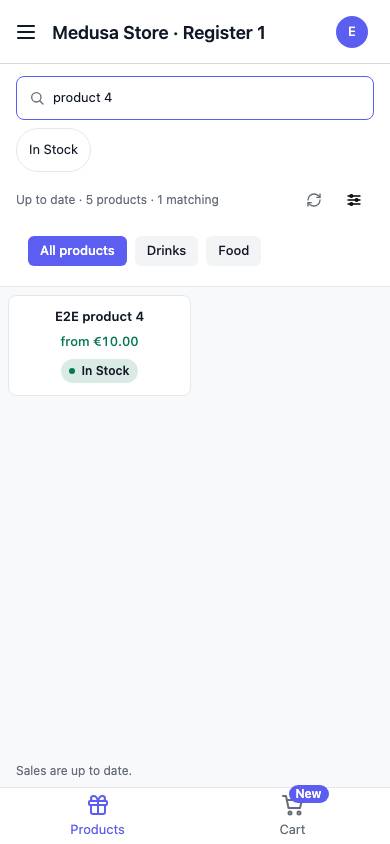 Medusa Store · Register 1
E
product 4
In Stock
Up to date · 5 products · 1 matching
All products
Drinks
Food
E2E product 4
from €10.00
In Stock
Sales are up to date.
New
Products
Cart